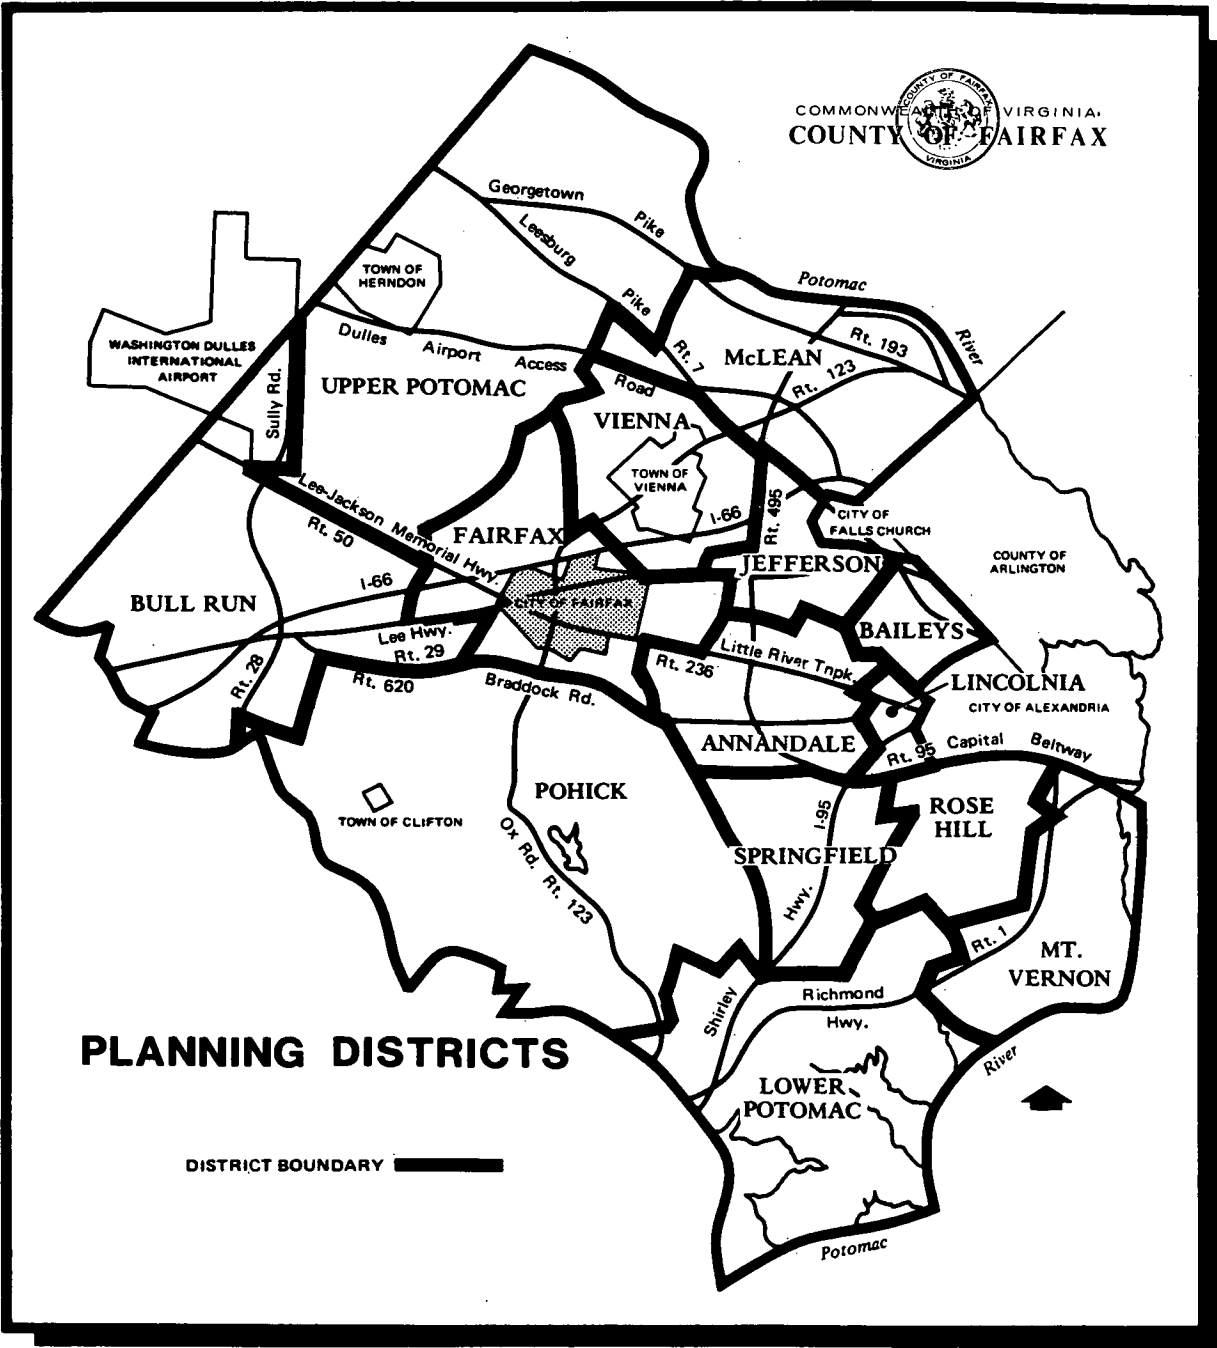 COUNTY OF FAIRFAX
VIRGINIA
COMMONWEALTH OF VIRGINIA
COUNTY OF FAIRFAX
Georgetown Pike
Leesburg Pike
TOWN OF
HERNDON
Potomac
River
WASHINGTON DULLES
INTERNATIONAL
AIRPORT
Dulles Airport Access Road
Rt. 7
McLEAN
Rt. 193
Rt. 123
Sully Rd.
UPPER POTOMAC
VIENNA
TOWN OF
VIENNA
Lee-Jackson Memorial Hwy.
Rt. 50
I-66
Rt. 495
CITY OF
FALLS CHURCH
FAIRFAX
JEFFERSON
COUNTY OF
ARLINGTON
I-66
BULL RUN
CITY OF FAIRFAX
BAILEYS
Lee Hwy.
Rt. 29
Little River Tnpk.
Rt. 236
Rt. 28
Rt. 620
Braddock Rd.
LINCOLNIA
CITY OF ALEXANDRIA
ANNANDALE
Rt. 95
Capital Beltway
POHICK
TOWN OF CLIFTON
I-95
ROSE
HILL
Ox Rd. Rt. 123
SPRINGFIELD
Hwy.
Rt. 1
MT.
VERNON
Shirley
Richmond
Hwy.
PLANNING DISTRICTS
River
LOWER
POTOMAC
DISTRICT BOUNDARY
Potomac